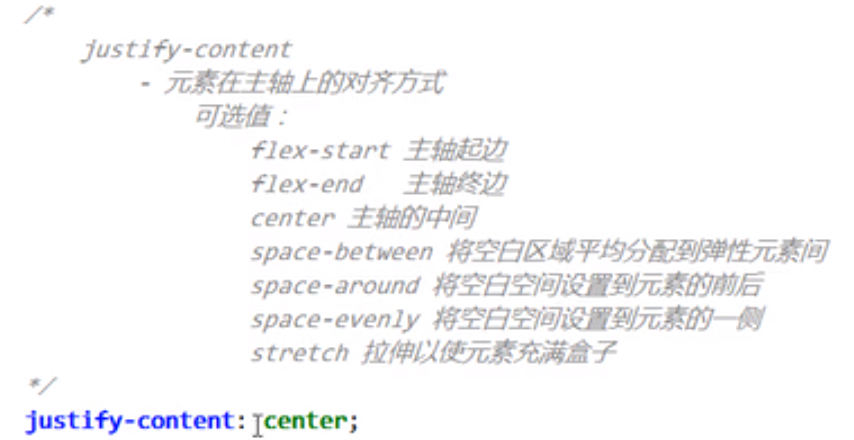 /*
justify-content
- 元素在主轴上的对齐方式
可选值：
flex-start 主轴起边
flex-end 主轴终边
center 主轴的中间
space-between 将空白区域平均分配到弹性元素间
space-around 将空白空间设置到元素的前后
space-evenly 将空白空间设置到元素的一侧
stretch 拉伸以使元素充满盒子
*/
justify-content: center;